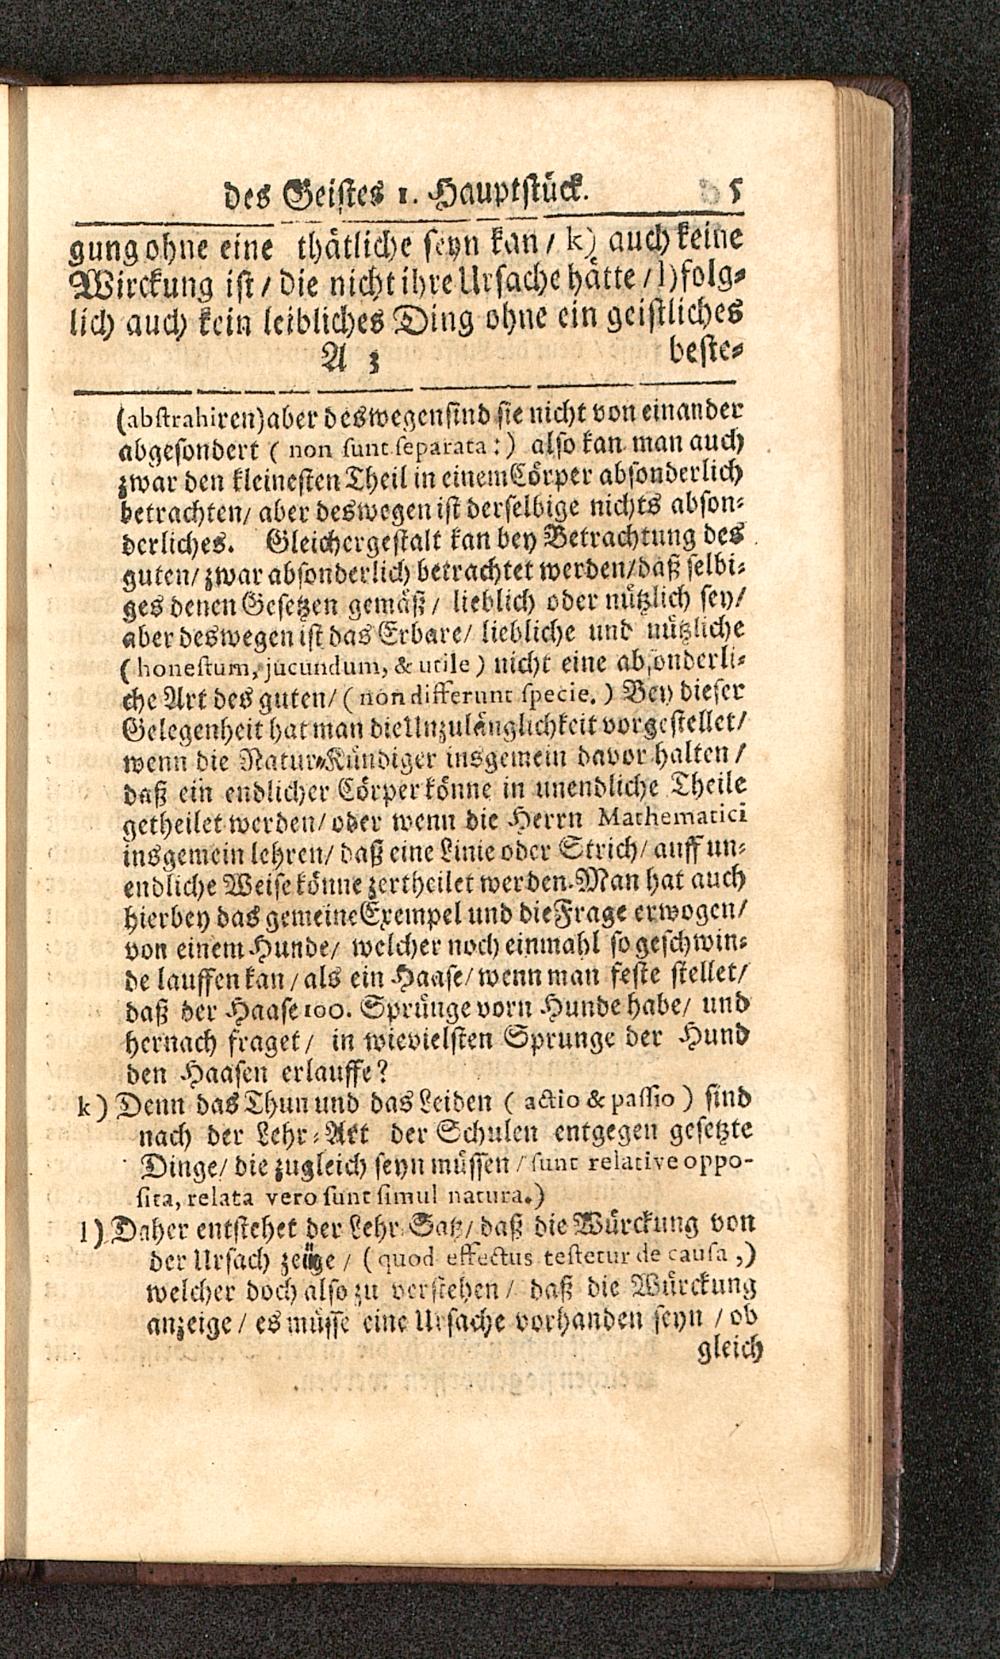 des Geistes 1. Hauptstück. 5
gung ohne eine thätliche seyn kan / k) auch keine
Wirckung ist / die nicht ihre Ursache hätte / l) folg-
lich auch kein leibliches Ding ohne ein geistliches
A 3 beste-
(abstrahiren) aber deswegen sind sie nicht von einander
abgesondert ( non sunt separata:) also kan man auch
zwar den kleinesten Theil in einem Cörper absonderlich
betrachten/ aber deswegen ist derselbige nichts abson-
derliches. Gleichergestalt kan bey Betrachtung des
guten/ zwar absonderlich betrachtet werden/ daß selbi-
ges denen Gesetzen gemäß/ lieblich oder nützlich sey/
aber deswegen ist das Erbare/ liebliche und nützliche
( honestum, jucundum, & utile ) nicht eine absonderli-
che Art des guten/ ( non differunt specie. ) Bey dieser
Gelegenheit hat man die Unzulänglichkeit vorgestellet/
wenn die Natur-Kündiger insgemein davor halten /
daß ein endlicher Cörper könne in unendliche Theile
getheilet werden/ oder wenn die Herrn Mathematici
insgemein lehren/ daß eine Linie oder Strich/ auff un-
endliche Weise könne zertheilet werden. Man hat auch
hierbey das gemeine Exempel und die Frage erwogen/
von einem Hunde/ welcher noch einmahl so geschwin-
de lauffen kan / als ein Haase/ wenn man feste stellet/
daß der Haase 100. Sprünge vorn Hunde habe/ und
hernach fraget / in wievielsten Sprunge der Hund
den Haasen erlauffe?
k ) Denn das Thun und das Leiden ( actio & passio ) sind
nach der Lehr-Art der Schulen entgegen gesetzte
Dinge/ die zugleich seyn müssen / sunt relative oppo-
sita, relata vero sunt simul natura.)
l ) Daher entstehet der Lehr-Satz/ daß die Würckung von
der Ursach zeüge / ( quod effectus testetur de causa ,)
welcher doch also zu verstehen / daß die Würckung
anzeige / es müsse eine Ursache vorhanden seyn / ob
gleich